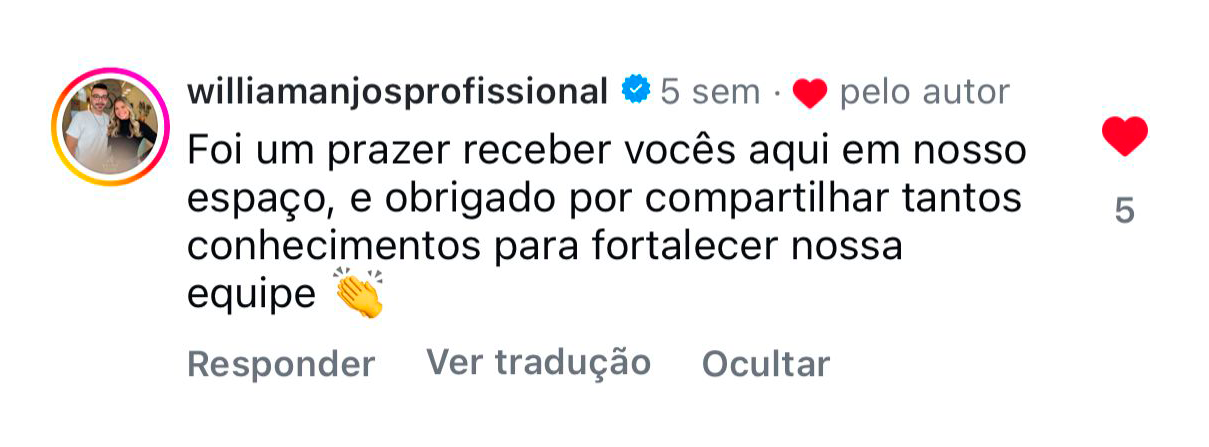 williamanjosprofissional 5 sem · ❤️ pelo autor
Foi um prazer receber vocês aqui em nosso
espaço, e obrigado por compartilhar tantos
conhecimentos para fortalecer nossa
equipe 👏
5
Responder Ver tradução Ocultar